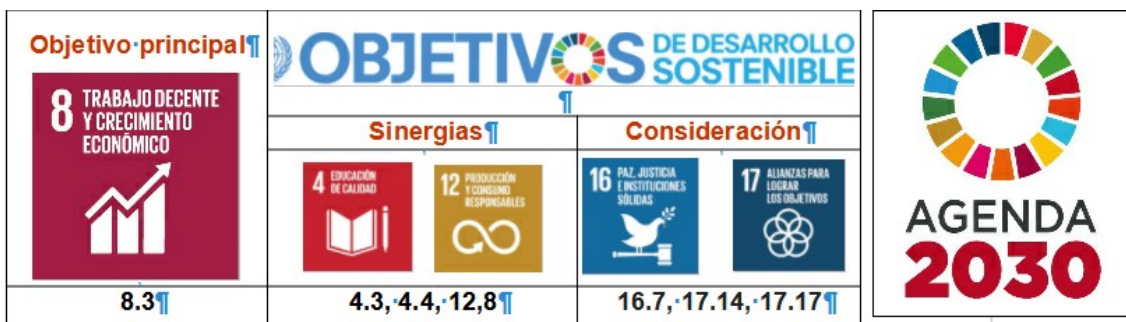 Objetivo·principal¶
8 TRABAJO DECENTE
Y CRECIMIENTO
ECONÓMICO
8.3¶
OBJETIVOS DE DESARROLLO
SOSTENIBLE
¶
Sinergias¶
4 EDUCACIÓN
DE CALIDAD
12 PRODUCCIÓN
Y CONSUMO
RESPONSABLES
4.3,·4.4,·12,8¶
Consideración¶
16 PAZ, JUSTICIA
E INSTITUCIONES
SÓLIDAS
17 ALIANZAS PARA
LOGRAR
LOS OBJETIVOS
16.7,·17.14,·17.17¶
AGENDA
2030